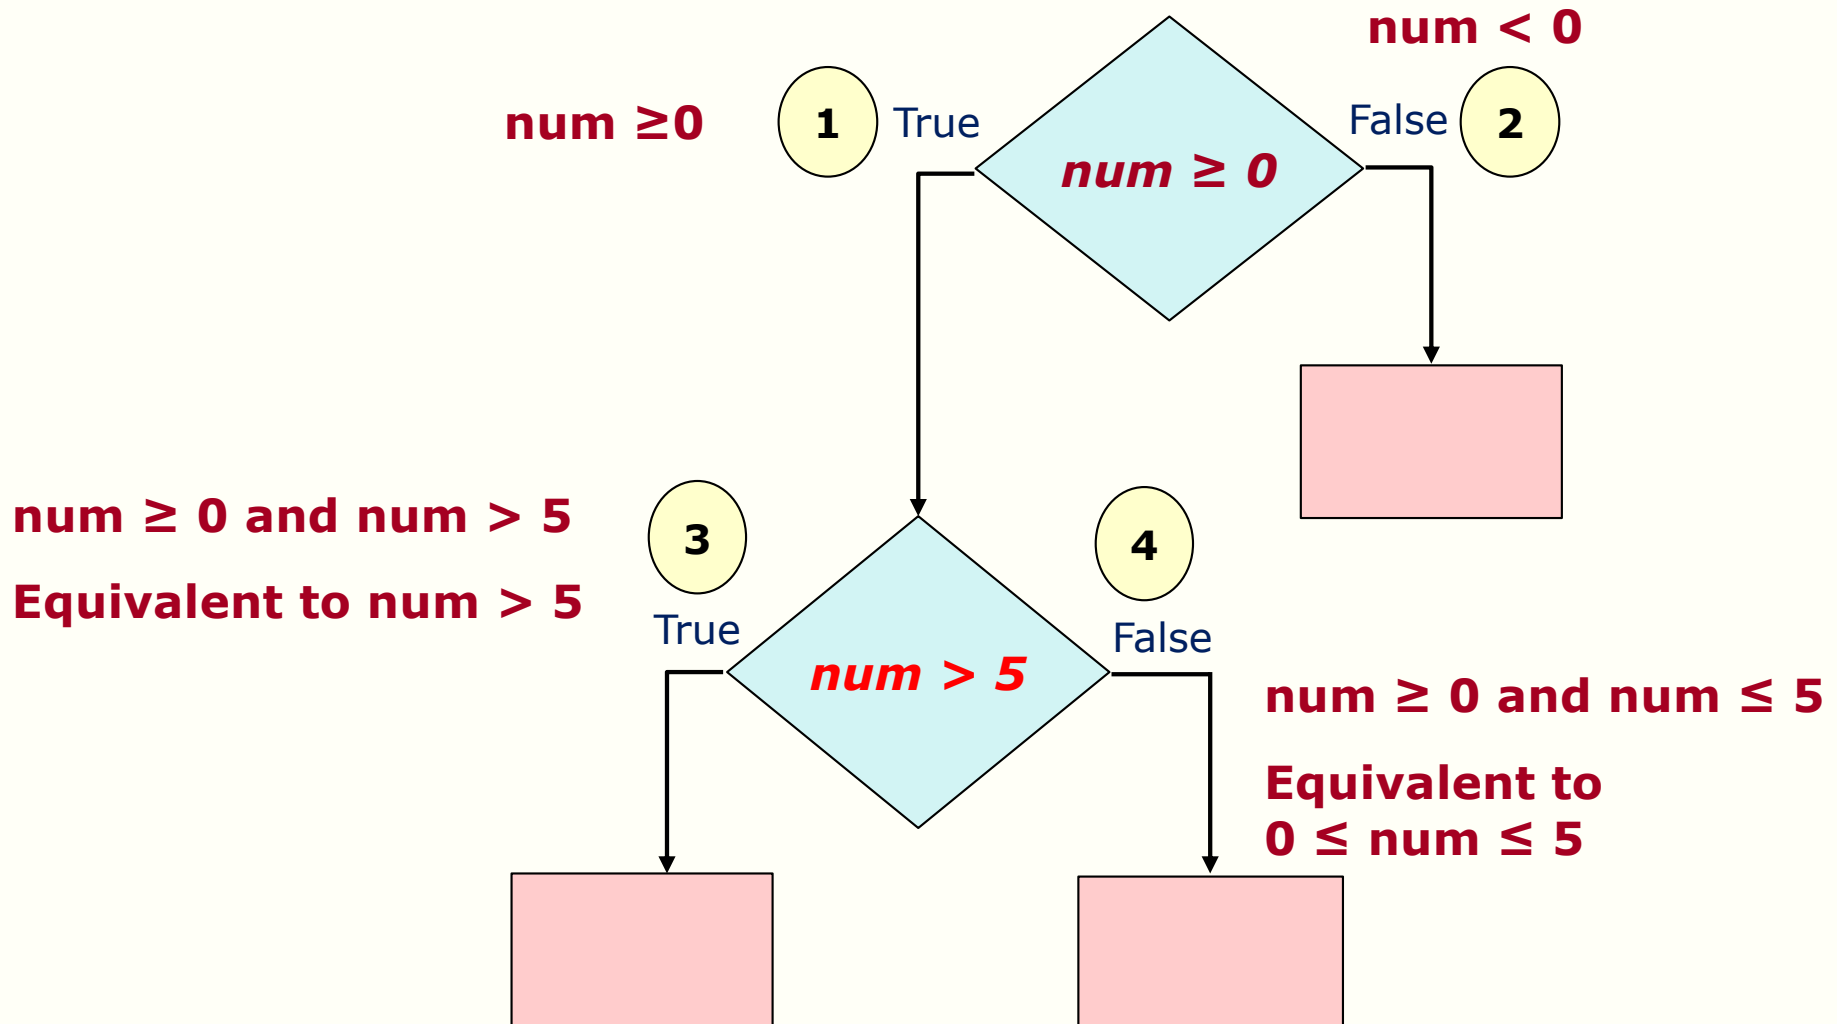 num < 0
num ≥0
1
True
False
2
num ≥ 0
num ≥ 0 and num > 5
3
4
Equivalent to num > 5
True
False
num > 5
num ≥ 0 and num ≤ 5
Equivalent to
0 ≤ num ≤ 5